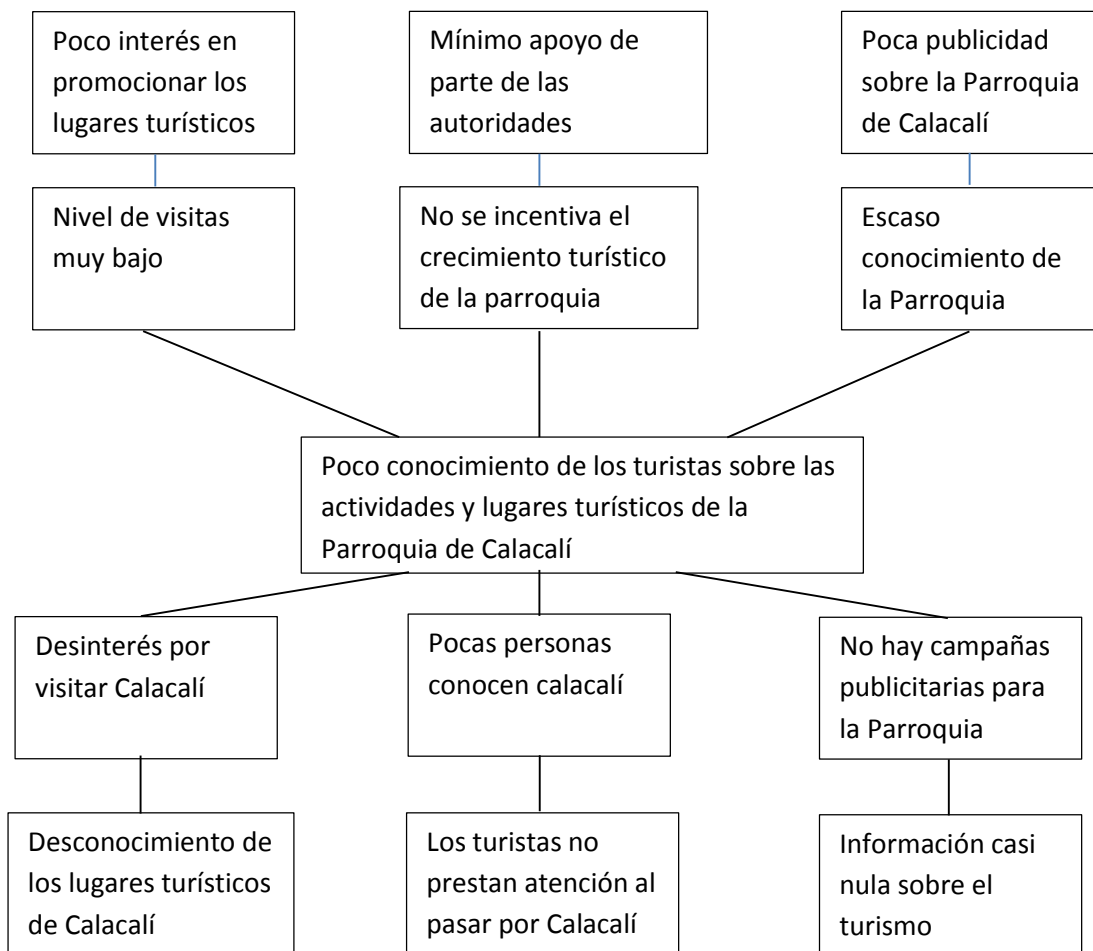 Poco interés en
promocionar los
lugares turísticos
Mínimo apoyo de
parte de las
autoridades
Poca publicidad
sobre la Parroquia
de Calacalí
Nivel de visitas
muy bajo
No se incentiva el
crecimiento turístico
de la parroquia
Escaso
conocimiento de
la Parroquia
Poco conocimiento de los turistas sobre las
actividades y lugares turísticos de la
Parroquia de Calacalí
Desinterés por
visitar Calacalí
Pocas personas
conocen calacalí
No hay campañas
publicitarias para
la Parroquia
Desconocimiento de
los lugares turísticos
de Calacalí
Los turistas no
prestan atención al
pasar por Calacalí
Información casi
nula sobre el
turismo